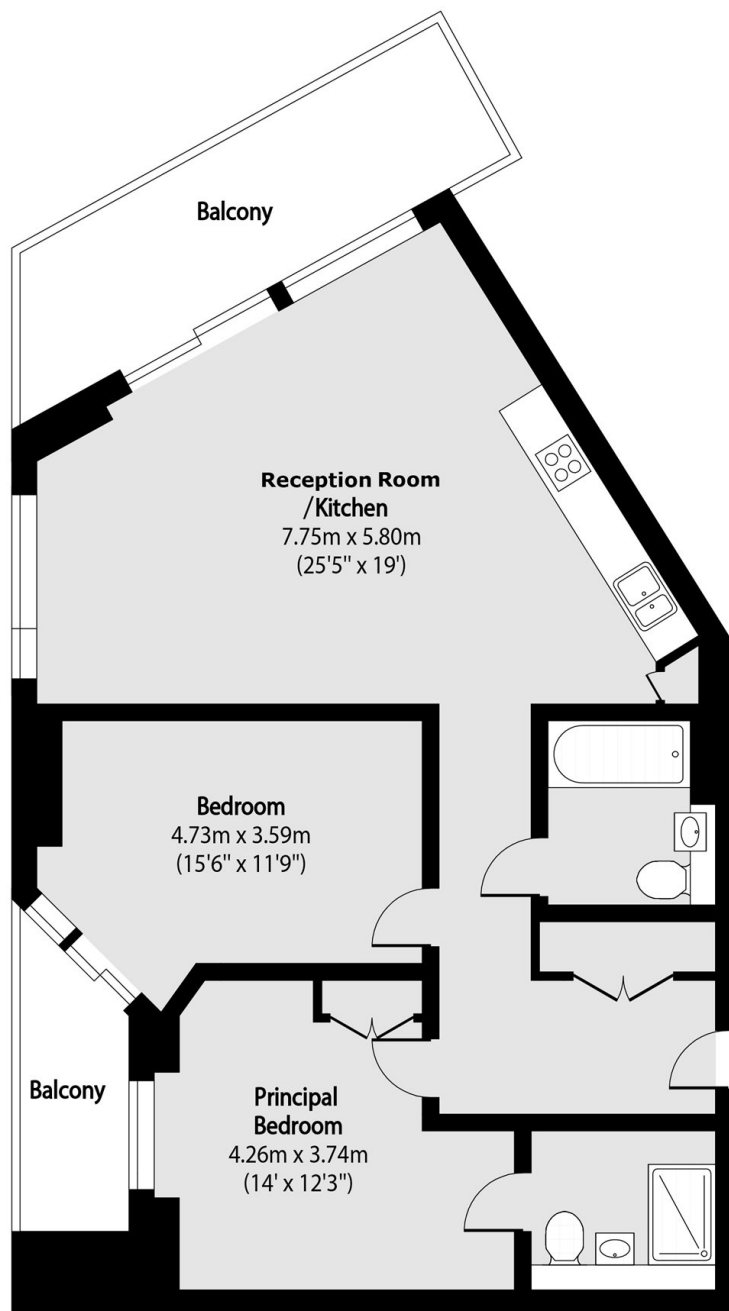 Balcony
Reception Room
/Kitchen
7.75m x 5.80m
(25'5" x 19')
Bedroom
4.73m x 3.59m
(15'6" x 11'9")
Balcony
Principal
Bedroom
4.26m x 3.74m
(14' x 12'3")